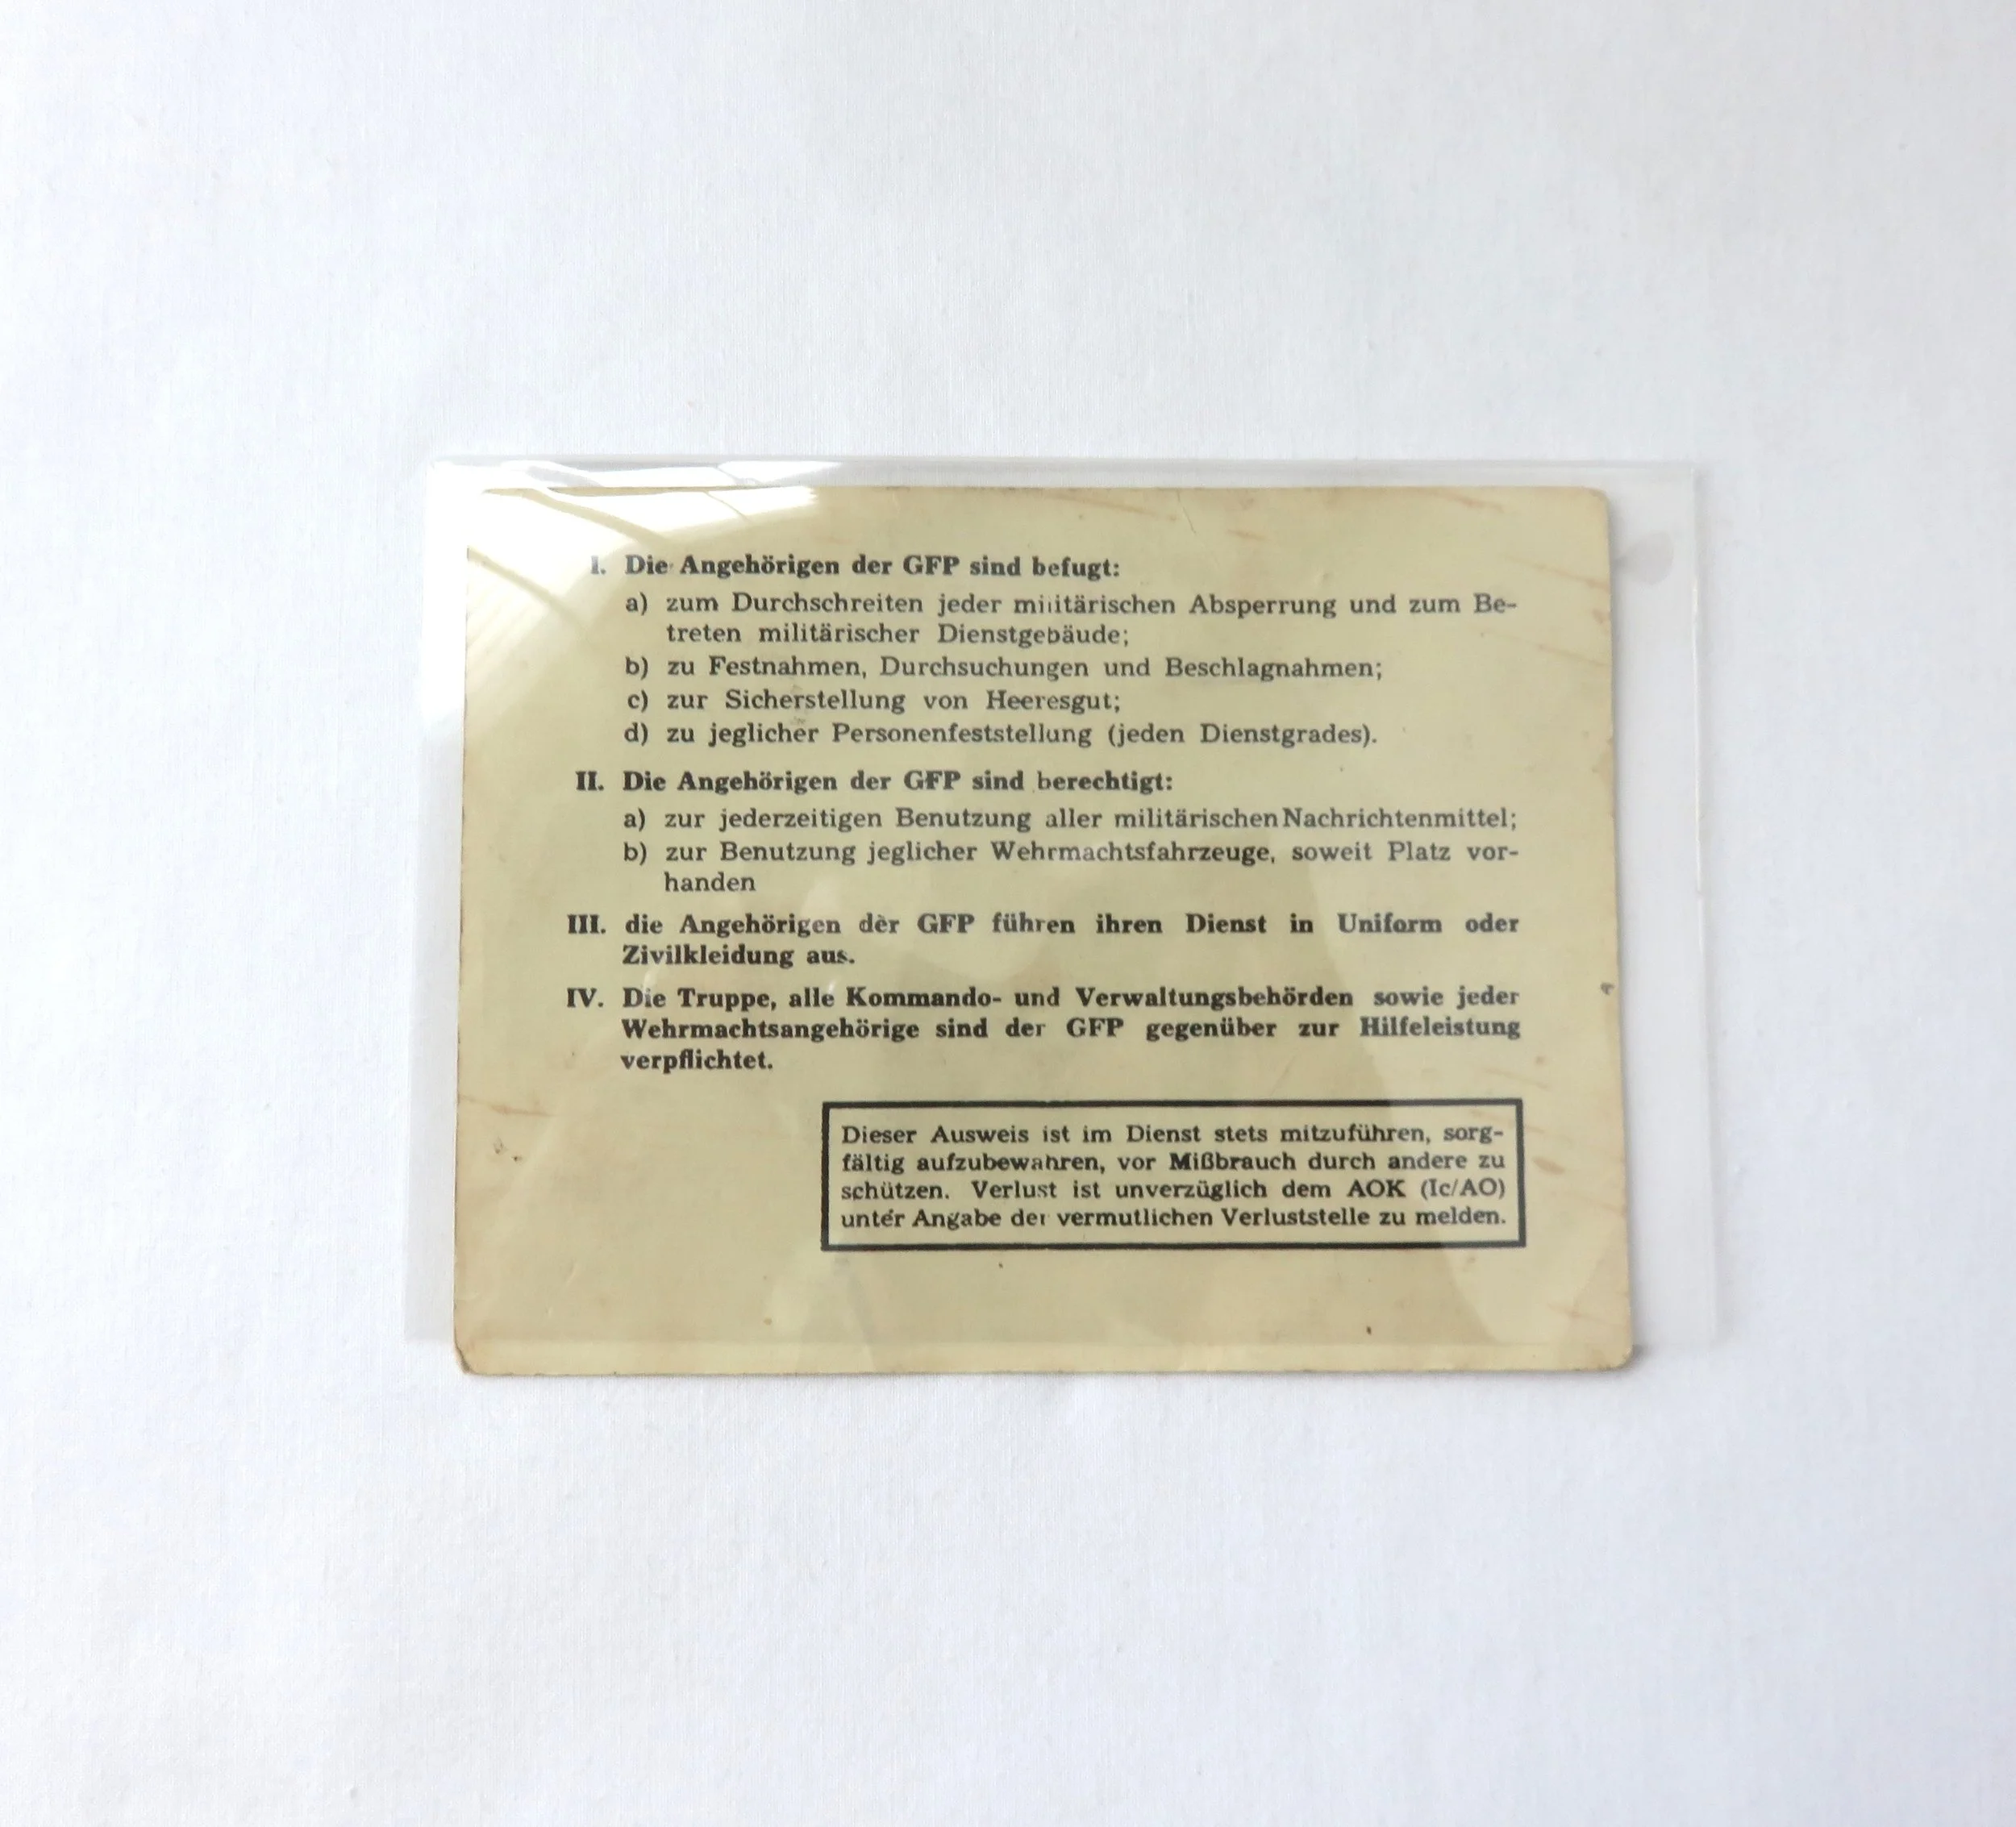 I. Die Angehörigen der GFP sind befugt:
a) zum Durchschreiten jeder militärischen Absperrung und zum Be-
treten militärischer Dienstgebäude;
b) zu Festnahmen, Durchsuchungen und Beschlagnahmen;
c) zur Sicherstellung von Heeresgut;
d) zu jeglicher Personenfeststellung (jeden Dienstgrades).
II. Die Angehörigen der GFP sind berechtigt:
a) zur jederzeitigen Benutzung aller militärischen Nachrichtenmittel;
b) zur Benutzung jeglicher Wehrmachtsfahrzeuge, soweit Platz vor-
handen
III. die Angehörigen der GFP führen ihren Dienst in Uniform oder
Zivilkleidung aus.
IV. Die Truppe, alle Kommando- und Verwaltungsbehörden sowie jeder
Wehrmachtsangehörige sind der GFP gegenüber zur Hilfeleistung
verpflichtet.
Dieser Ausweis ist im Dienst stets mitzuführen, sorg-
fältig aufzubewahren, vor Mißbrauch durch andere zu
schützen. Verlust ist unverzüglich dem AOK (Ic/AO)
unter Angabe der vermutlichen Verluststelle zu melden.